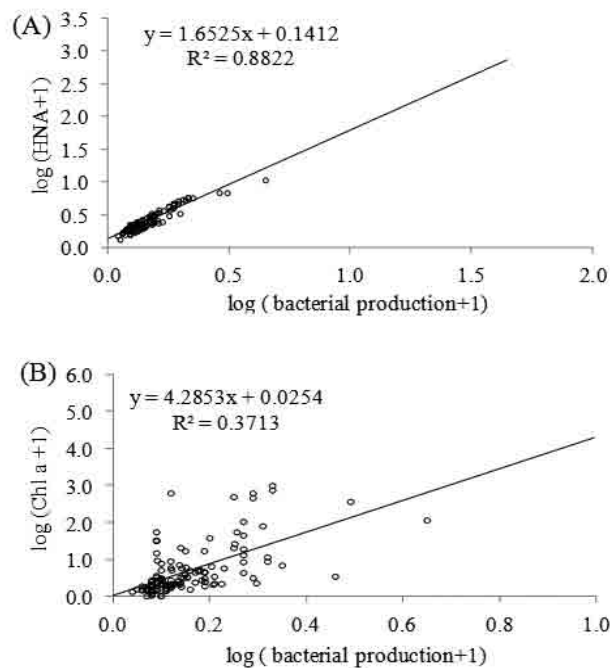 (A)
y = 1.6525x + 0.1412
R² = 0.8822
3.5
3.0
2.5
2.0
1.5
1.0
0.5
0.0
log (HNA+1)
0.0 0.5 1.0 1.5 2.0
log ( bacterial production+1)
(B)
y = 4.2853x + 0.0254
R² = 0.3713
6.0
5.0
4.0
3.0
2.0
1.0
0.0
log (Chl a +1)
0.0 0.2 0.4 0.6 0.8 1.0
log ( bacterial production+1)